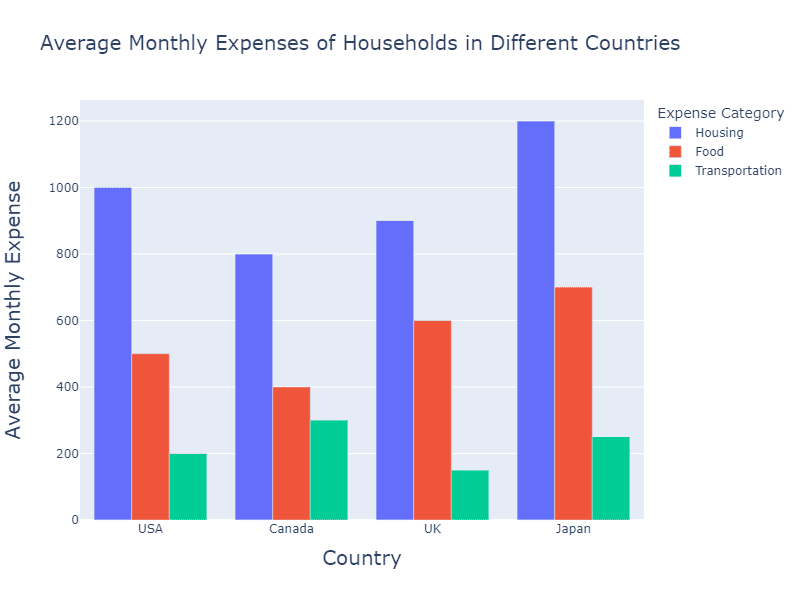 Average Monthly Expenses of Households in Different Countries
Expense Category
Housing
Food
Transportation
Average Monthly Expense
1200
1000
800
600
400
200
0
USA
Canada
UK
Japan
Country